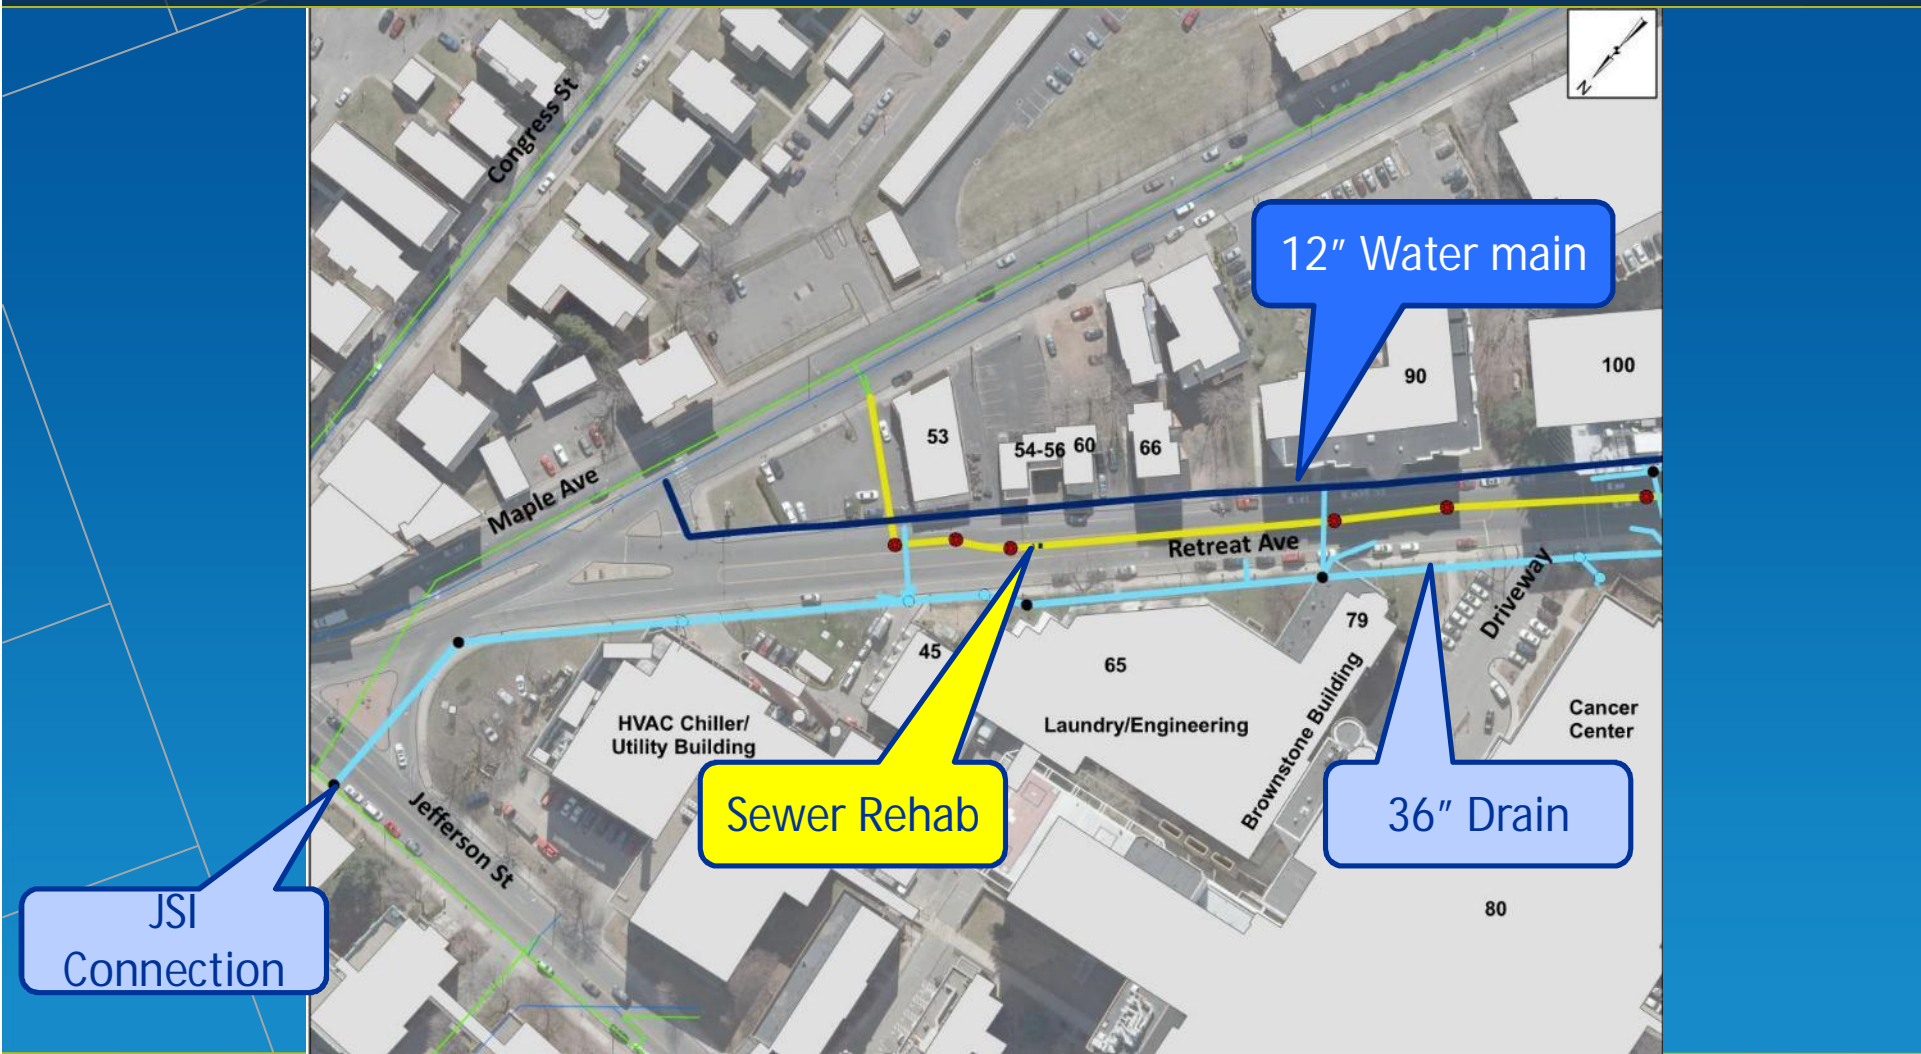 N
Congress St
12″ Water main
Maple Ave
53
54-56
60
66
90
100
Retreat Ave
Driveway
45
65
79
HVAC Chiller/
Utility Building
Laundry/Engineering
Brownstone Building
Cancer
Center
Sewer Rehab
36″ Drain
Jefferson St
JSI
Connection
80